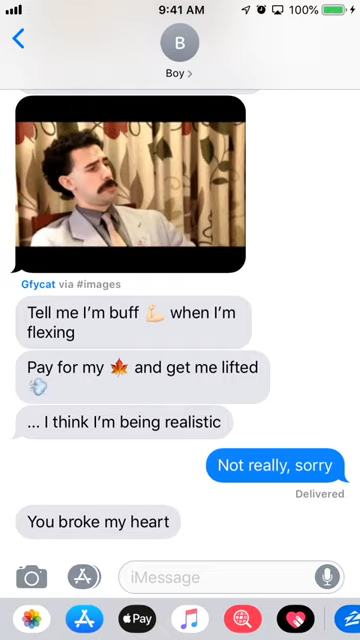 9:41 AM
100%
B
Boy
Gfycat via #images
Tell me I'm buff 💪🏻 when I'm
flexing
Pay for my 🍁 and get me lifted
💨
... I think I'm being realistic
Not really, sorry
Delivered
You broke my heart
iMessage
Pay